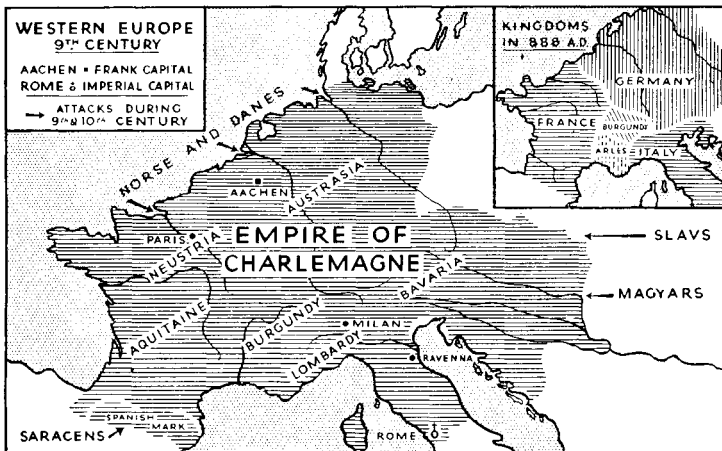 WESTERN EUROPE
9TH CENTURY
AACHEN = FRANK CAPITAL
ROME ♁ IMPERIAL CAPITAL
→ ATTACKS DURING
9TH & 10TH CENTURY
KINGDOMS
IN 888 A.D.
GERMANY
FRANCE
BURGUNDY
ARLES
ITALY
NORSE AND DANES
AACHEN
AUSTRASIA
PARIS
NEUSTRIA
EMPIRE OF
CHARLEMAGNE
SLAVS
BAVARIA
MAGYARS
AQUITAINE
BURGUNDY
MILAN
LOMBARDY
RAVENNA
SPANISH
MARK
SARACENS
ROME